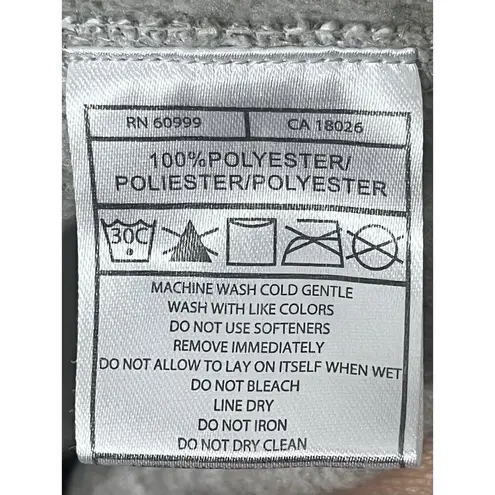 RN 60999 CA 18026
100%POLYESTER/
POLIESTER/POLYESTER
30C
MACHINE WASH COLD GENTLE
WASH WITH LIKE COLORS
DO NOT USE SOFTENERS
REMOVE IMMEDIATELY
DO NOT ALLOW TO LAY ON ITSELF WHEN WET
DO NOT BLEACH
LINE DRY
DO NOT IRON
DO NOT DRY CLEAN